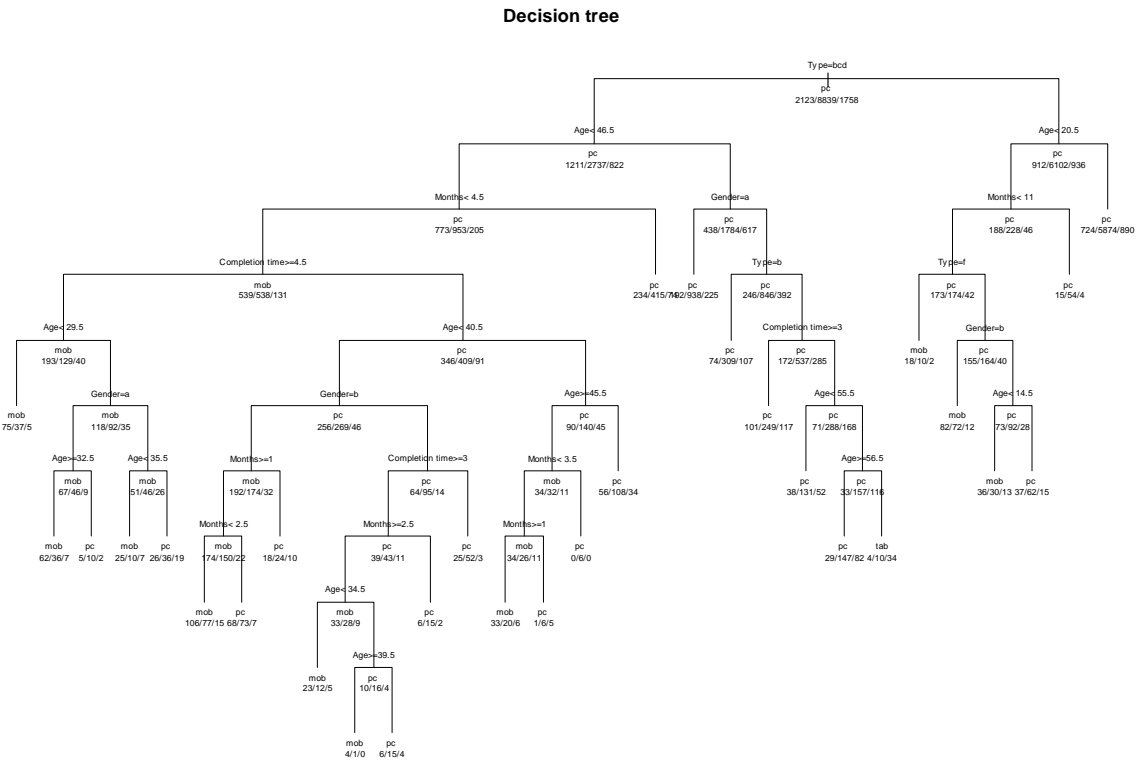 Decision tree
Type=bcd
pc
2123/8839/1758
Age< 46.5
Age< 20.5
pc
1211/2737/822
pc
912/6102/936
Months< 4.5
Gender=a
Months< 11
pc
773/953/205
pc
438/1784/617
pc
188/228/46
pc
724/5874/890
Completion time>=4.5
Type=b
Type=f
mob
539/538/131
pc
234/415/74
pc
192/938/225
pc
246/846/392
pc
173/174/42
pc
15/54/4
Age< 29.5
Age< 40.5
Completion time>=3
Gender=b
mob
193/129/40
pc
346/409/91
pc
74/309/107
pc
172/537/285
mob
18/10/2
pc
155/164/40
Gender=a
Gender=b
Age>=45.5
Age< 55.5
Age< 14.5
mob
75/37/5
mob
118/92/35
pc
256/269/46
pc
90/140/45
pc
101/249/117
pc
71/288/168
mob
82/72/12
pc
73/92/28
Age>=32.5
Age< 35.5
Months>=1
Completion time>=3
Months< 3.5
Age>=56.5
mob
67/46/9
mob
51/46/26
mob
192/174/32
pc
64/95/14
mob
34/32/11
pc
56/108/34
pc
38/131/52
pc
33/157/116
mob
36/30/13
pc
37/62/15
Months< 2.5
Months>=2.5
Months>=1
mob
62/36/7
pc
5/10/2
mob
25/10/7
pc
26/36/19
mob
174/150/22
pc
18/24/10
pc
39/43/11
pc
25/52/3
mob
34/26/11
pc
0/6/0
pc
29/147/82
tab
4/10/34
Age< 34.5
mob
106/77/15
pc
68/73/7
mob
33/28/9
pc
6/15/2
mob
33/20/6
pc
1/6/5
Age>=39.5
mob
23/12/5
pc
10/16/4
mob
4/1/0
pc
6/15/4